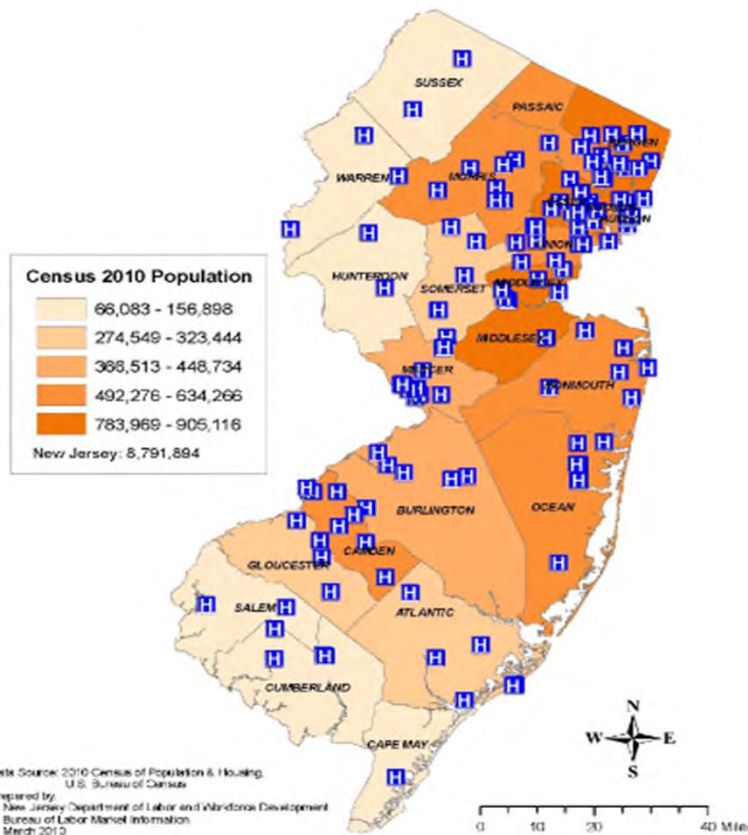 SUSSEX
PASSAIC
BERGEN
WARREN
MORRIS
HUDSON
UNION
HUNTERDON
SOMERSET
MIDDLESEX
MERCER
MONMOUTH
OCEAN
BURLINGTON
CAMDEN
GLOUCESTER
SALEM
ATLANTIC
CUMBERLAND
CAPE MAY
Census 2010 Population
66,083 - 156,898
274,549 - 323,444
366,513 - 448,734
492,276 - 634,266
783,969 - 905,116
New Jersey: 8,791,894
N
W E
S
Data Source: 2010 Census of Population & Housing,
U.S. Bureau of Census
Prepared by:
New Jersey Department of Labor and Workforce Development
Bureau of Labor Market Information
March 2013
0 10 20 40 Miles